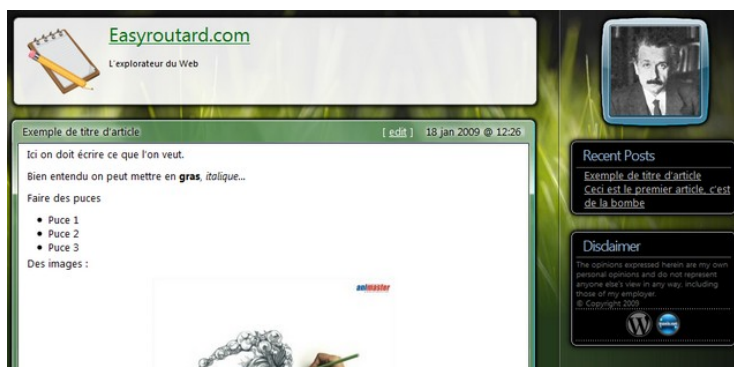 Easyroutard.com
L'explorateur du Web
Exemple de titre d'article
[ edit ] 18 jan 2009 @ 12:26
Ici on doit écrire ce que l'on veut.
Bien entendu on peut mettre en gras, italique...
Faire des puces
Puce 1
Puce 2
Puce 3
Des images :
animaster
Recent Posts
Exemple de titre d'article
Ceci est le premier article, c'est
de la bombe
Disclaimer
The opinions expressed herein are my own
personal opinions and do not represent
anyone else's view in any way, including
those of my employer.
© Copyright 2009